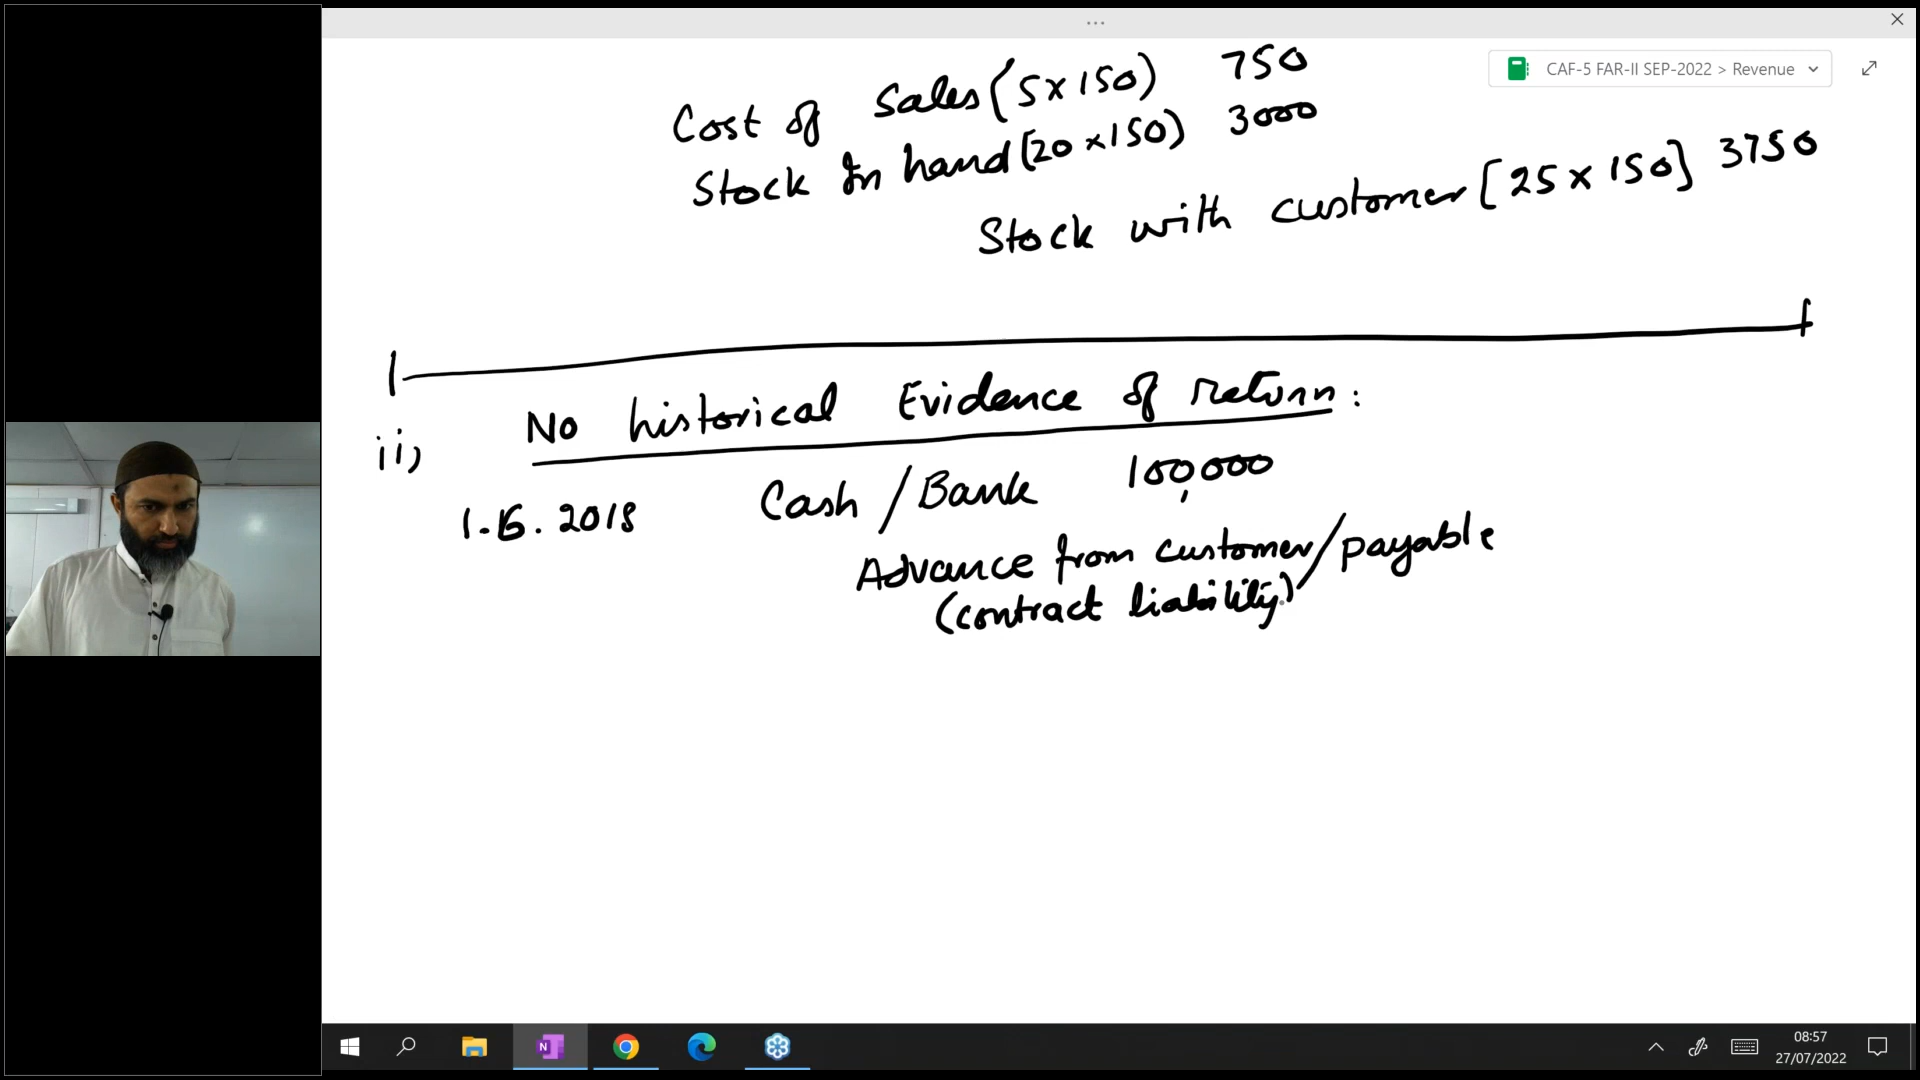 CAF-5 FAR-II SEP-2022 > Revenue
Cost of Sales (5 x 150) 750
Stock In hand [20 x 150) 3000
Stock with customer [25 x 150] 3750
ii) No historical Evidence of return:
1.6.2018 Cash / Bank 100,000
Advance from customer / payable
(contract liability)
N
08:57
27/07/2022